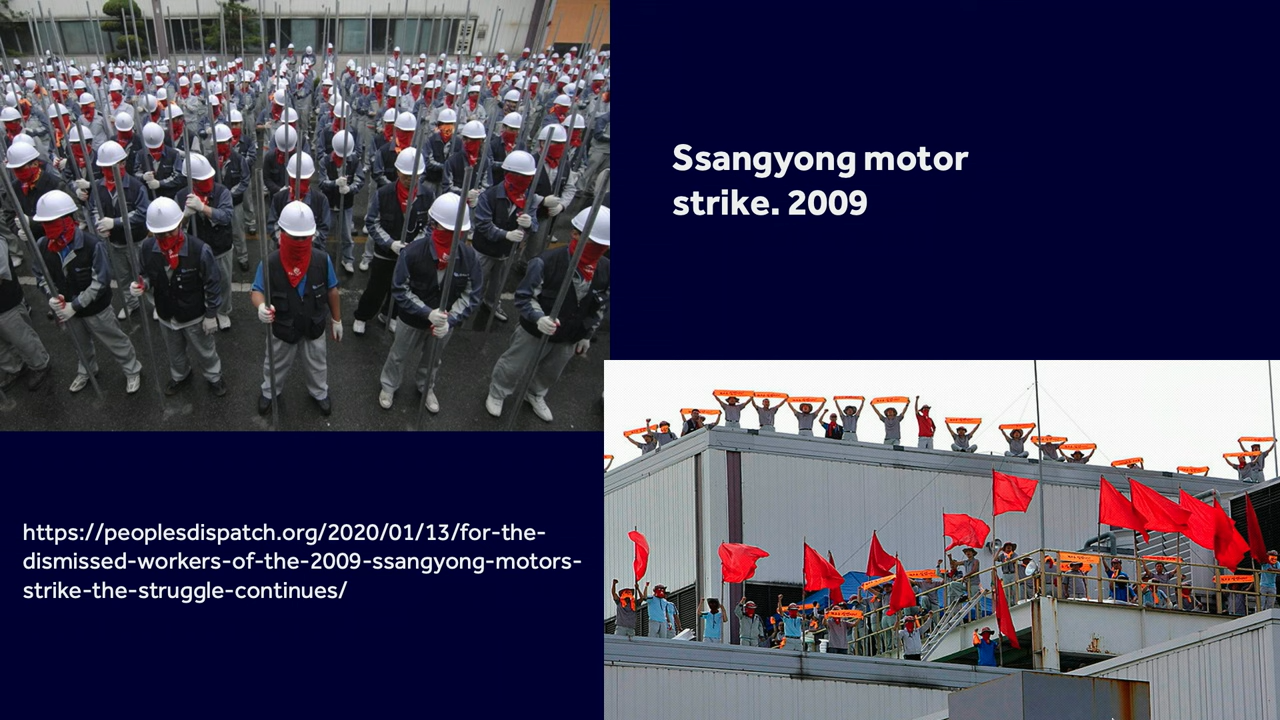 Ssangyong motor
strike. 2009
https://peoplesdispatch.org/2020/01/13/for-the-
dismissed-workers-of-the-2009-ssangyong-motors-
strike-the-struggle-continues/